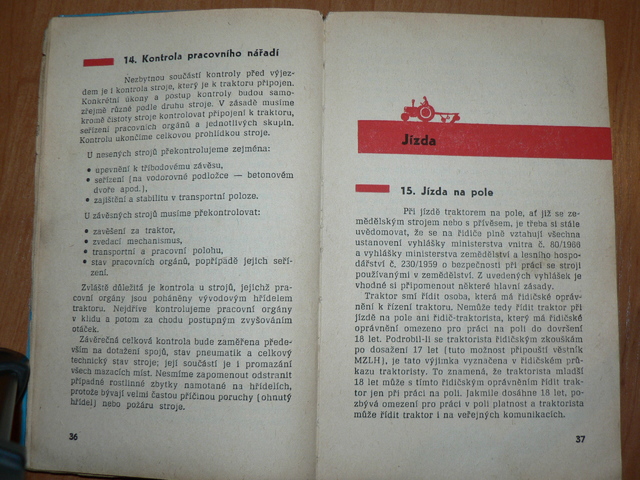 14. Kontrola pracovního nářadí
Nezbytnou součástí kontroly před výjez-
dem je i kontrola stroje, který je k traktoru připojen.
Konkrétní úkony a postup kontroly budou samo-
zřejmě různé podle druhu stroje. V zásadě musíme
kromě čistoty stroje kontrolovat připojení k traktoru,
seřízení pracovních orgánů a jednotlivých skupin.
Kontrolu ukončíme celkovou prohlídkou stroje.
U nesených strojů překontrolujeme zejména:
• upevnění k tříbodovému závěsu,
• seřízení (na vodorovné podložce — betonovém
dvoře apod.),
• zajištění a stabilitu v transportní poloze.
U závěsných strojů musíme překontrolovat:
• zavěšení za traktor,
• zvedací mechanismus,
• transportní a pracovní polohu,
• stav pracovních orgánů, popřípadě jejich seří-
zení.
Zvláště důležitá je kontrola u strojů, jejichž pra-
covní orgány jsou poháněny vývodovým hřídelem
traktoru. Nejdříve kontrolujeme pracovní orgány
v klidu a potom za chodu postupným zvyšováním
otáček.
Závěrečná celková kontrola bude zaměřena přede-
vším na dotažení spojů, stav pneumatik a celkový
technický stav stroje; její součástí je i promazání
všech mazacích míst. Nesmíme zapomenout odstranit
případné rostlinné zbytky namotané na hřídelích,
protože bývají velmi častou příčinou poruchy (ohnutý
hřídel) nebo požáru stroje.
36
Jízda
15. Jízda na pole
Při jízdě traktorem na pole, ať již se ze-
mědělským strojem nebo s přívěsem, je třeba si stále
uvědomovat, že se na řidiče plně vztahují všechna
ustanovení vyhlášky ministerstva vnitra č. 80/1966
a vyhlášky ministerstva zemědělství a lesního hospo-
dářství č. 230/1959 o bezpečnosti při práci se stroji
používanými v zemědělství. Z uvedených vyhlášek je
vhodné si připomenout některé hlavní zásady.
Traktor smí řídit osoba, která má řidičské opráv-
nění k řízení traktoru. Nemůže tedy řídit traktor při
jízdě na pole ani řidič-traktorista, který má řidičské
oprávnění omezeno pro práci na poli do dovršení
18 let. Podrobil-li se traktorista řidičským zkouškám
po dosažení 17 let (tuto možnost připouští věstník
MZLH), je tato výjimka vyznačena v řidičském prů-
kazu traktoristy. To znamená, že traktorista mladší
18 let může s tímto řidičským oprávněním řídit trak-
tor jen při práci na poli. Jakmile dosáhne 18 let, po-
zbývá omezení pro práci v poli platnost a traktorista
může řídit traktor i na veřejných komunikacích.
37